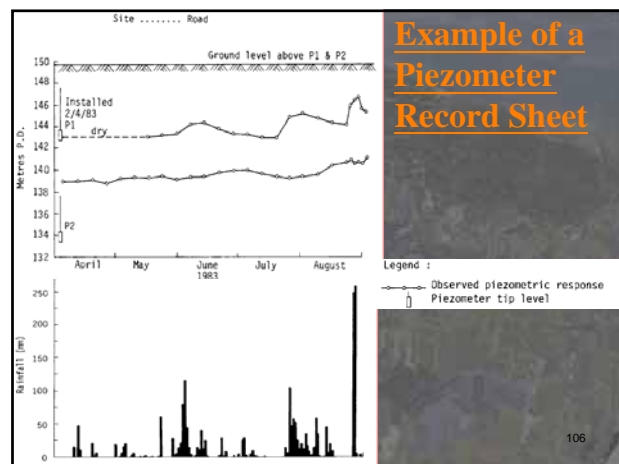 Site ........ Road
Example of a
Piezometer
Record Sheet
Ground level above P1 & P2
Metres P.D.
150
148
146
144
142
140
138
136
134
132
Installed
2/4/83
P1
dry
P2
April
May
June
July
August
1983
Legend :
Observed piezometric response
Piezometer tip level
Rainfall (mm)
250
200
150
100
50
0
106